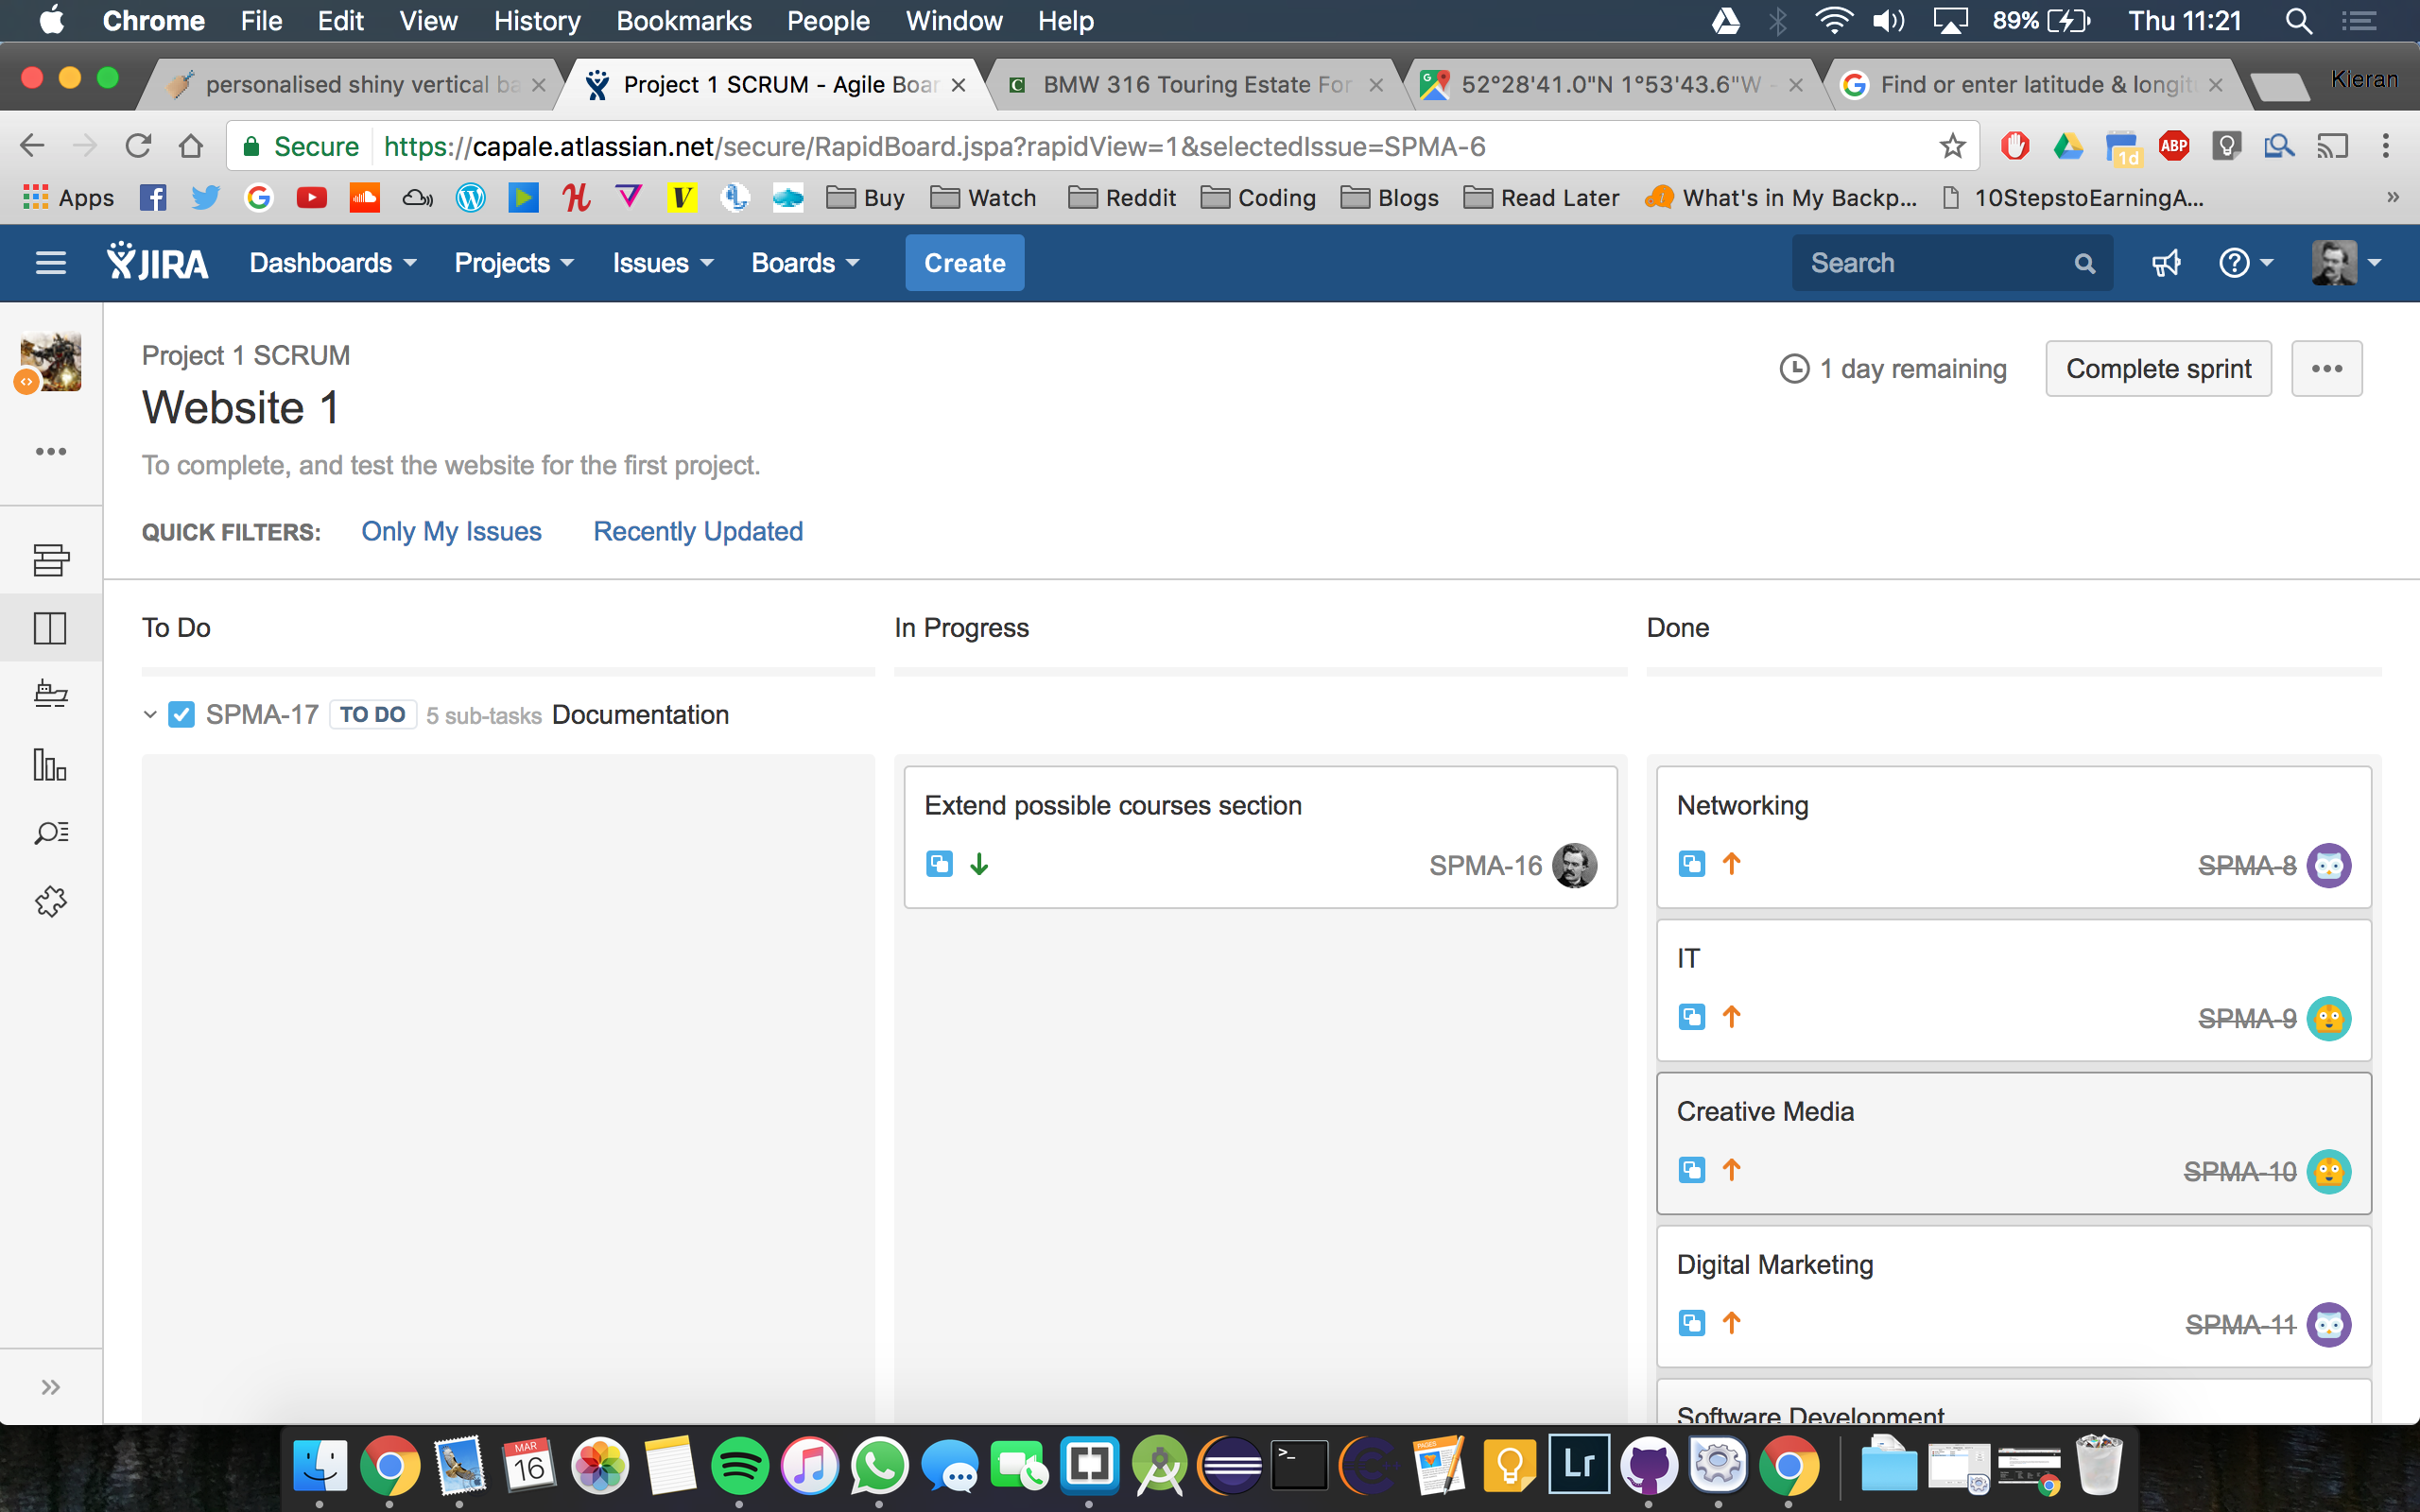 Chrome File Edit View History Bookmarks People Window Help 89% Thu 11:21
personalised shiny vertical ba Project 1 SCRUM - Agile Boar BMW 316 Touring Estate For 52°28'41.0"N 1°53'43.6"W - Find or enter latitude & longit Kieran
Secure https://capale.atlassian.net/secure/RapidBoard.jspa?rapidView=1&selectedIssue=SPMA-6 1d ABP
Apps Buy Watch Reddit Coding Blogs Read Later What's in My Backp... 10StepstoEarningA... »
JIRA Dashboards Projects Issues Boards Create Search
Project 1 SCRUM
1 day remaining Complete sprint
Website 1
To complete, and test the website for the first project.
QUICK FILTERS: Only My Issues Recently Updated
To Do In Progress Done
SPMA-17 TO DO 5 sub-tasks Documentation
Extend possible courses section
SPMA-16
Networking
SPMA-8
IT
SPMA-9
Creative Media
SPMA-10
Digital Marketing
SPMA-11
Software Development
MAR
16
PAGES
Lr